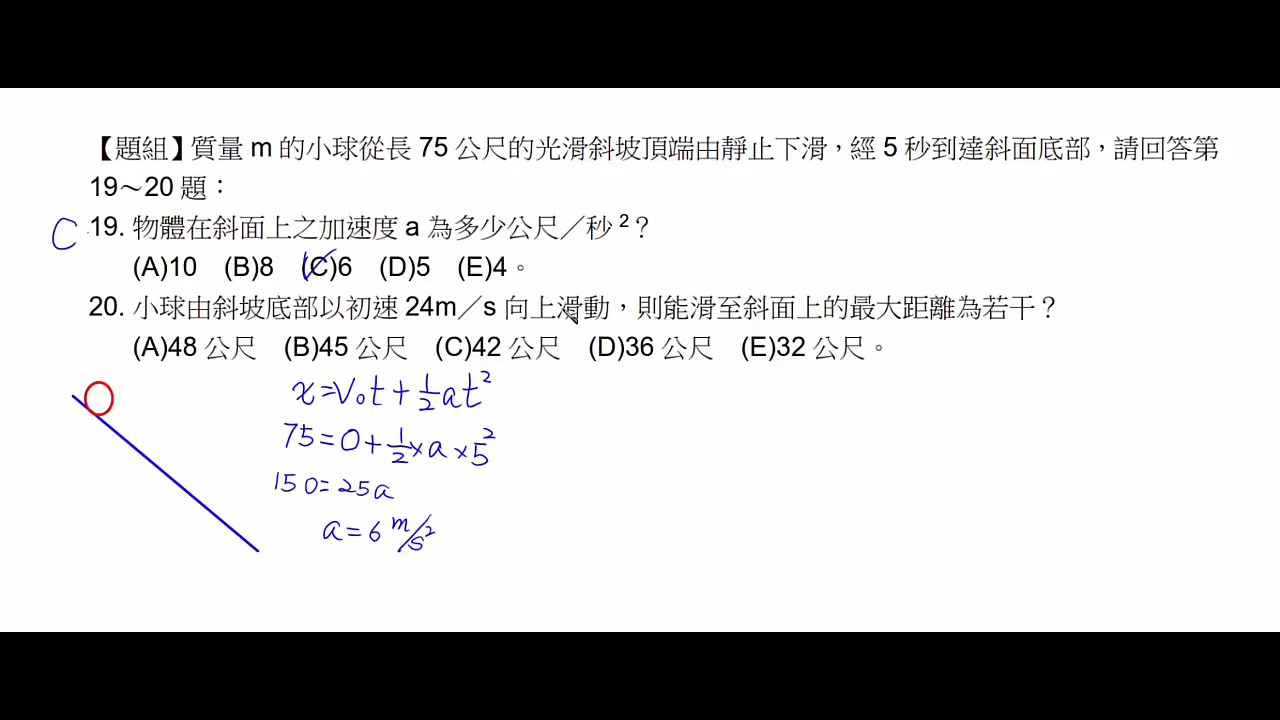 【題組】質量 m 的小球從長 75 公尺的光滑斜坡頂端由靜止下滑，經 5 秒到達斜面底部，請回答第
19～20 題：
C 19. 物體在斜面上之加速度 a 為多少公尺／秒²？
(A)10 (B)8 (C)6 (D)5 (E)4。
20. 小球由斜坡底部以初速 24m／s 向上滑動，則能滑至斜面上的最大距離為若干？
(A)48 公尺 (B)45 公尺 (C)42 公尺 (D)36 公尺 (E)32 公尺。
x=V₀t+½at²
75=0+½×a×5²
150=25a
a=6 m/s²